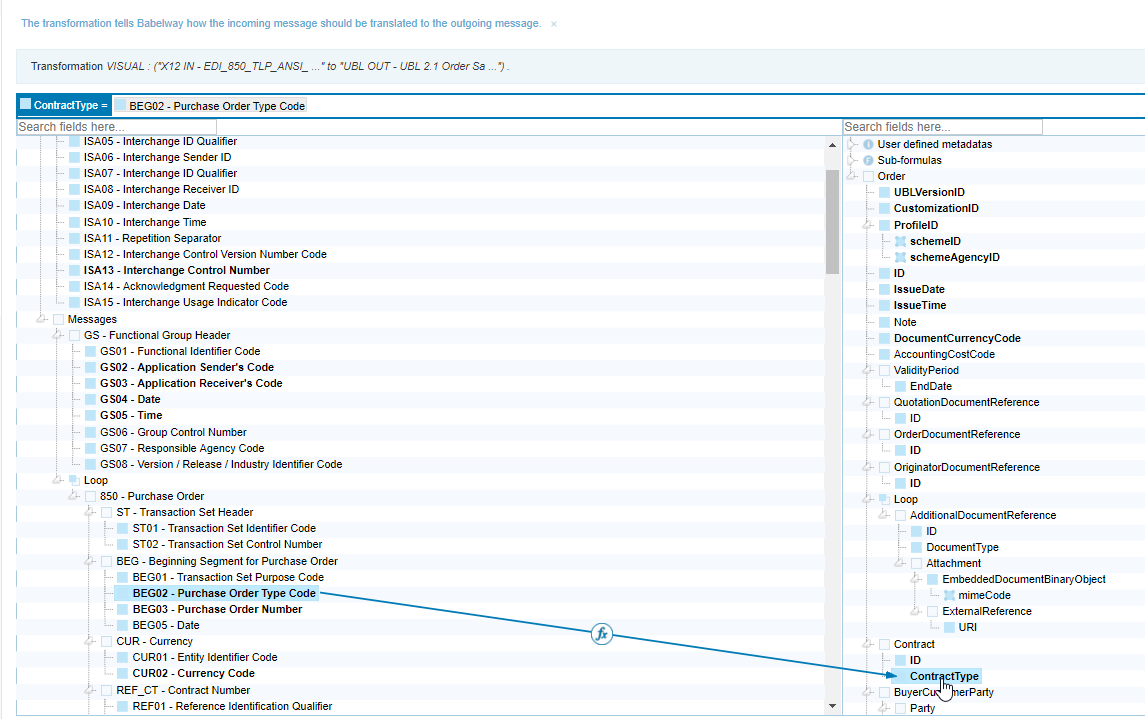 The transformation tells Babelway how the incoming message should be translated to the outgoing message. ×
Transformation VISUAL : ("X12 IN - EDI_850_TLP_ANSI_ ..." to "UBL OUT - UBL 2.1 Order Sa ...") .
ContractType = BEG02 - Purchase Order Type Code
Search fields here...
ISA05 - Interchange ID Qualifier
ISA06 - Interchange Sender ID
ISA07 - Interchange ID Qualifier
ISA08 - Interchange Receiver ID
ISA09 - Interchange Date
ISA10 - Interchange Time
ISA11 - Repetition Separator
ISA12 - Interchange Control Version Number Code
ISA13 - Interchange Control Number
ISA14 - Acknowledgment Requested Code
ISA15 - Interchange Usage Indicator Code
Messages
GS - Functional Group Header
GS01 - Functional Identifier Code
GS02 - Application Sender's Code
GS03 - Application Receiver's Code
GS04 - Date
GS05 - Time
GS06 - Group Control Number
GS07 - Responsible Agency Code
GS08 - Version / Release / Industry Identifier Code
Loop
850 - Purchase Order
ST - Transaction Set Header
ST01 - Transaction Set Identifier Code
ST02 - Transaction Set Control Number
BEG - Beginning Segment for Purchase Order
BEG01 - Transaction Set Purpose Code
BEG02 - Purchase Order Type Code
BEG03 - Purchase Order Number
BEG05 - Date
CUR - Currency
CUR01 - Entity Identifier Code
CUR02 - Currency Code
REF_CT - Contract Number
REF01 - Reference Identification Qualifier
fx
Search fields here...
User defined metadatas
Sub-formulas
Order
UBLVersionID
CustomizationID
ProfileID
schemeID
schemeAgencyID
ID
IssueDate
IssueTime
Note
DocumentCurrencyCode
AccountingCostCode
ValidityPeriod
EndDate
QuotationDocumentReference
ID
OrderDocumentReference
ID
OriginatorDocumentReference
ID
Loop
AdditionalDocumentReference
ID
DocumentType
Attachment
EmbeddedDocumentBinaryObject
mimeCode
ExternalReference
URI
Contract
ID
ContractType
BuyerCustomerParty
Party